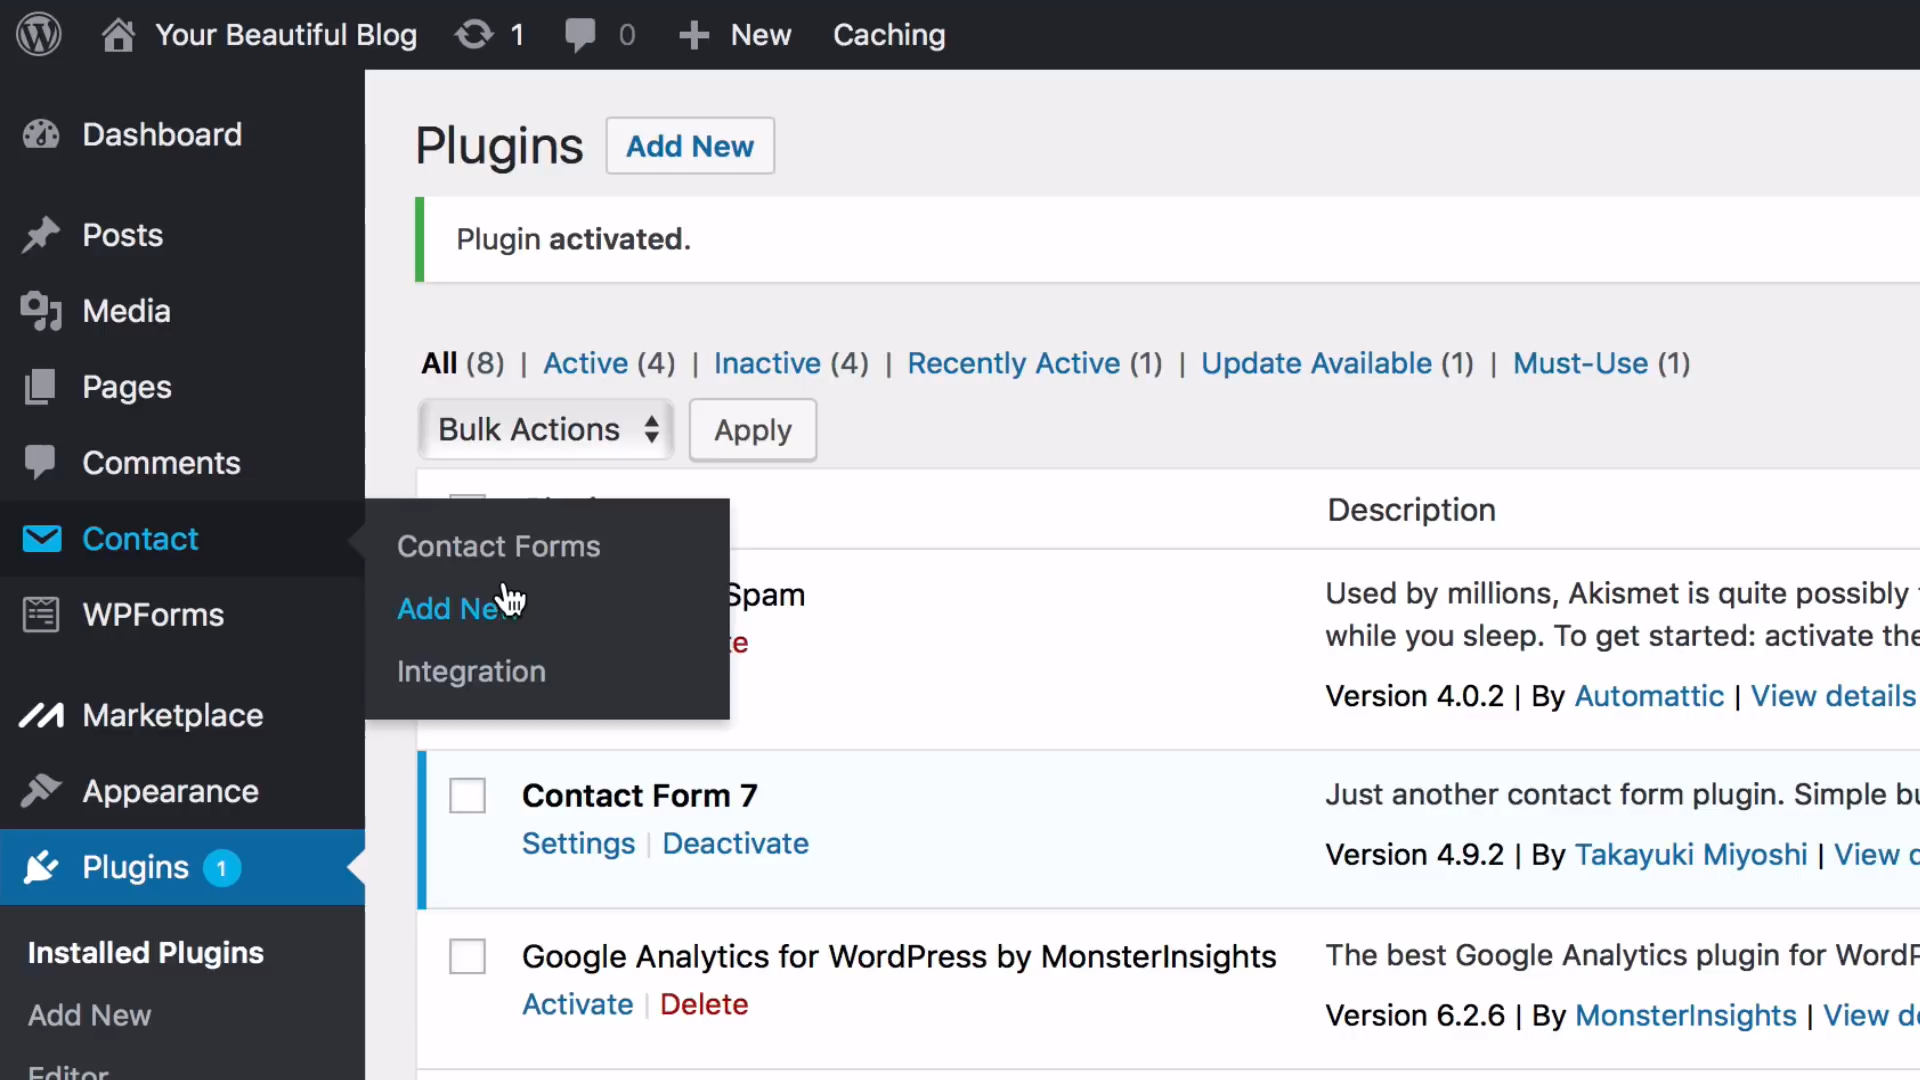 Your Beautiful Blog 1 0 New Caching
Dashboard
Posts
Media
Pages
Comments
Contact
WPForms
Marketplace
Appearance
Plugins 1
Installed Plugins
Add New
Editor
Contact Forms
Add New
Integration
Plugins Add New
Plugin activated.
All (8) | Active (4) | Inactive (4) | Recently Active (1) | Update Available (1) | Must-Use (1)
Bulk Actions Apply
Description
Spam
Used by millions, Akismet is quite possibly
while you sleep. To get started: activate the
Version 4.0.2 | By Automattic | View details
Contact Form 7
Settings | Deactivate
Just another contact form plugin. Simple bu
Version 4.9.2 | By Takayuki Miyoshi | View d
Google Analytics for WordPress by MonsterInsights
Activate | Delete
The best Google Analytics plugin for WordP
Version 6.2.6 | By MonsterInsights | View de